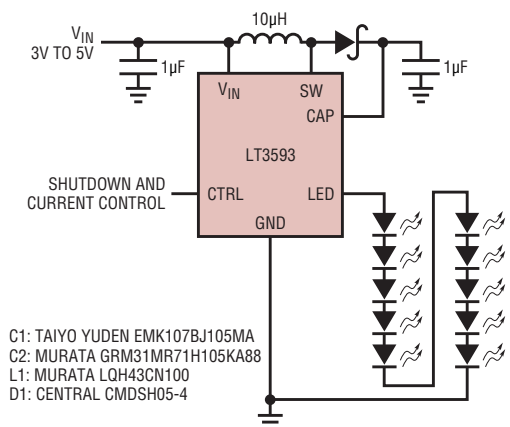 VIN
3V TO 5V
10µH
1µF
1µF
VIN
SW
CAP
LT3593
SHUTDOWN AND
CURRENT CONTROL
CTRL
LED
GND
C1: TAIYO YUDEN EMK107BJ105MA
C2: MURATA GRM31MR71H105KA88
L1: MURATA LQH43CN100
D1: CENTRAL CMDSH05-4